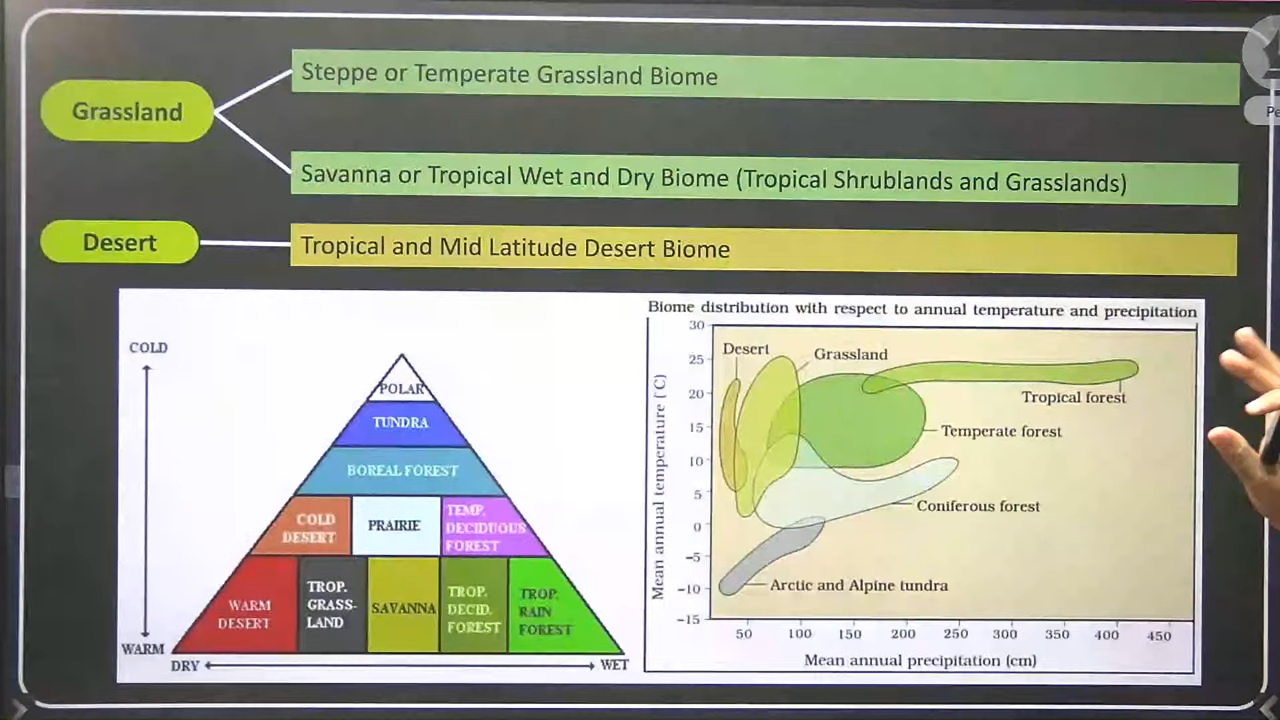 Steppe or Temperate Grassland Biome
Grassland
Savanna or Tropical Wet and Dry Biome (Tropical Shrublands and Grasslands)
Desert
Tropical and Mid Latitude Desert Biome
COLD
POLAR
TUNDRA
BOREAL FOREST
COLD
DESERT
PRAIRIE
TEMP.
DECIDUOUS
FOREST
WARM
DESERT
TROP.
GRASS-
LAND
SAVANNA
TROP.
DECID.
FOREST
TROP.
RAIN
FOREST
WARM
DRY
WET
Biome distribution with respect to annual temperature and precipitation
Mean annual temperature (°C)
30
25
20
15
10
5
0
−5
−10
−15
Desert
Grassland
Tropical forest
Temperate forest
Coniferous forest
Arctic and Alpine tundra
50 100 150 200 250 300 350 400 450
Mean annual precipitation (cm)